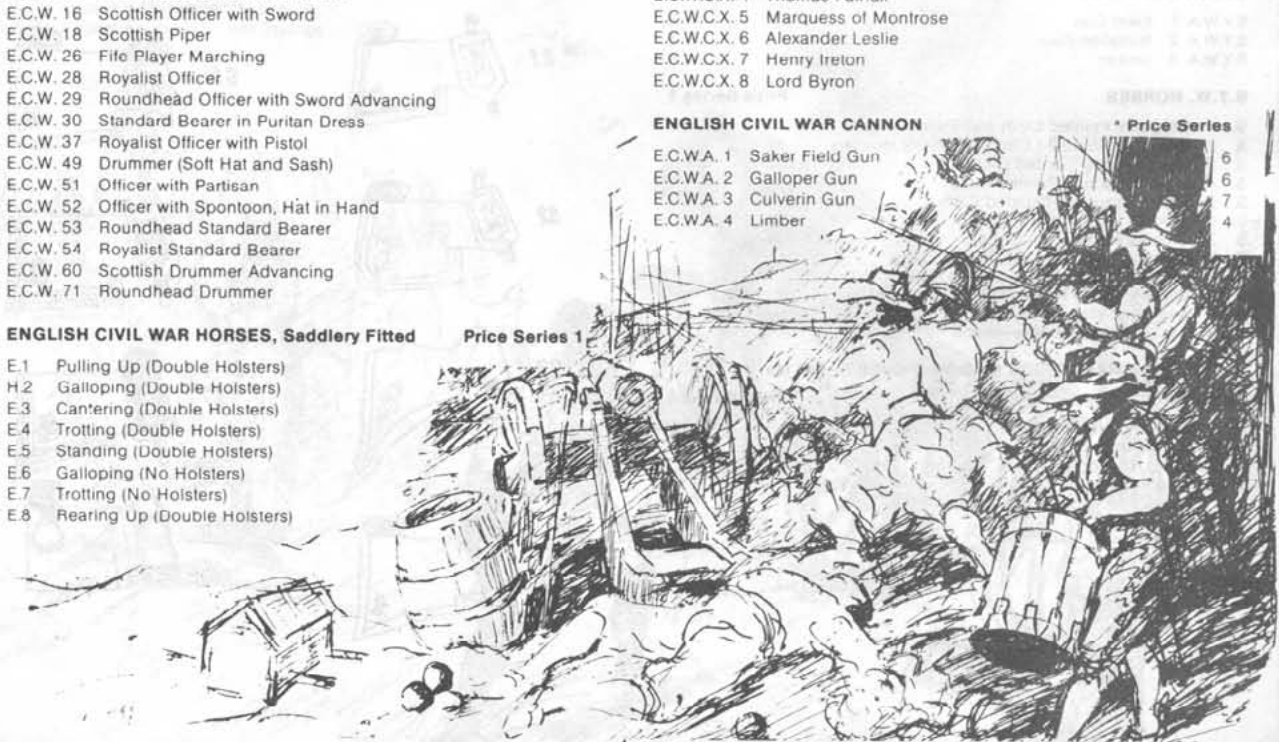 E.C.W. 16 Scottish Officer with Sword
E.C.W. 18 Scottish Piper
E.C.W. 26 Fife Player Marching
E.C.W. 28 Royalist Officer
E.C.W. 29 Roundhead Officer with Sword Advancing
E.C.W. 30 Standard Bearer in Puritan Dress
E.C.W. 37 Royalist Officer with Pistol
E.C.W. 49 Drummer (Soft Hat and Sash)
E.C.W. 51 Officer with Partisan
E.C.W. 52 Officer with Spontoon, Hat in Hand
E.C.W. 53 Roundhead Standard Bearer
E.C.W. 54 Royalist Standard Bearer
E.C.W. 60 Scottish Drummer Advancing
E.C.W. 71 Roundhead Drummer
ENGLISH CIVIL WAR HORSES, Saddlery Fitted Price Series 1
E.1 Pulling Up (Double Holsters)
H.2 Galloping (Double Holsters)
E.3 Cantering (Double Holsters)
E.4 Trotting (Double Holsters)
E.5 Standing (Double Holsters)
E.6 Galloping (No Holsters)
E.7 Trotting (No Holsters)
E.8 Rearing Up (Double Holsters)
E.C.W.C.X. 5 Marquess of Montrose
E.C.W.C.X. 6 Alexander Leslie
E.C.W.C.X. 7 Henry Ireton
E.C.W.C.X. 8 Lord Byron
ENGLISH CIVIL WAR CANNON * Price Series
E.C.W.A. 1 Saker Field Gun 6
E.C.W.A. 2 Galloper Gun 6
E.C.W.A. 3 Culverin Gun 7
E.C.W.A. 4 Limber 4